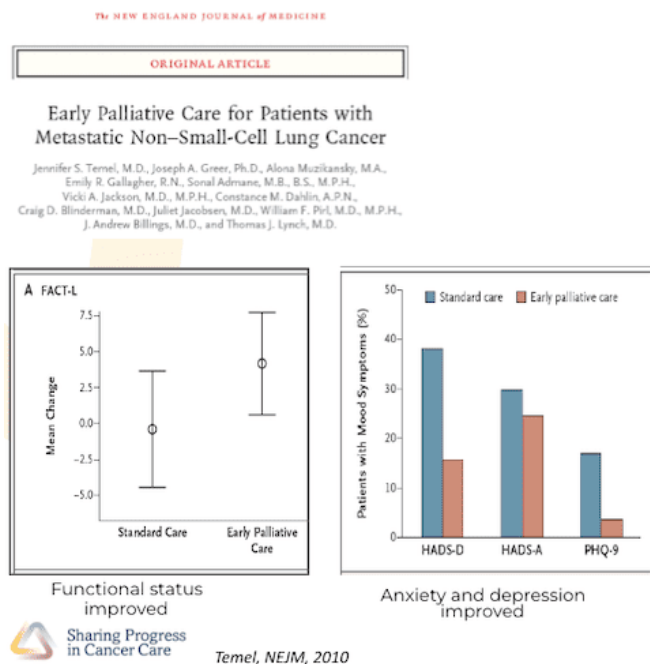 The NEW ENGLAND JOURNAL of MEDICINE
ORIGINAL ARTICLE
Early Palliative Care for Patients with
Metastatic Non–Small-Cell Lung Cancer
Jennifer S. Temel, M.D., Joseph A. Greer, Ph.D., Alona Muzikansky, M.A.,
Emily R. Gallagher, R.N., Sonal Admane, M.B., B.S., M.P.H.,
Vicki A. Jackson, M.D., M.P.H., Constance M. Dahlin, A.P.N.,
Craig D. Blinderman, M.D., Juliet Jacobsen, M.D., William F. Pirl, M.D., M.P.H.,
J. Andrew Billings, M.D., and Thomas J. Lynch, M.D.
A FACT-L
Mean Change
7.5
5.0
2.5
0.0
-2.5
-5.0
Standard Care
Early Palliative
Care
Functional status
improved
Patients with Mood Symptoms (%)
50
40
30
20
10
0
Standard care
Early palliative care
HADS-D
HADS-A
PHQ-9
Anxiety and depression
improved
Sharing Progress
in Cancer Care
Temel, NEJM, 2010